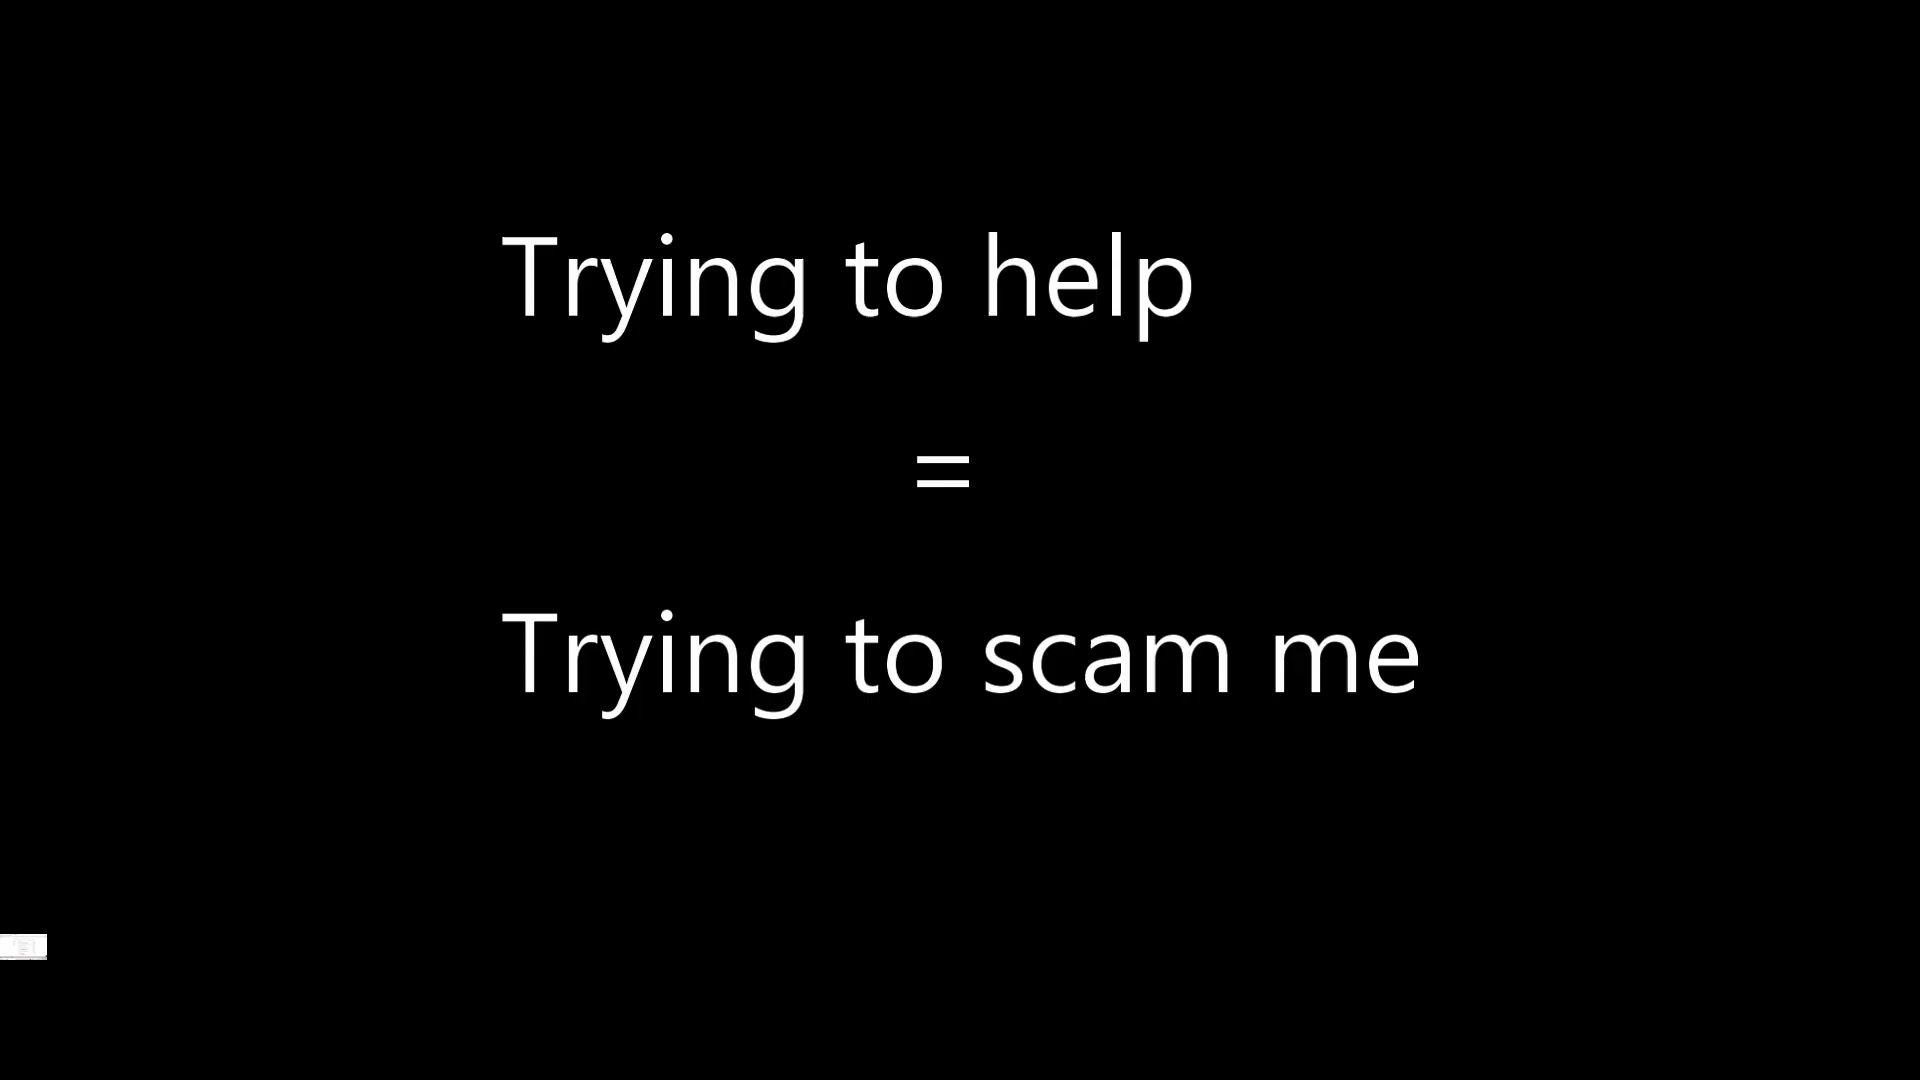 Trying to help
=
Trying to scam me